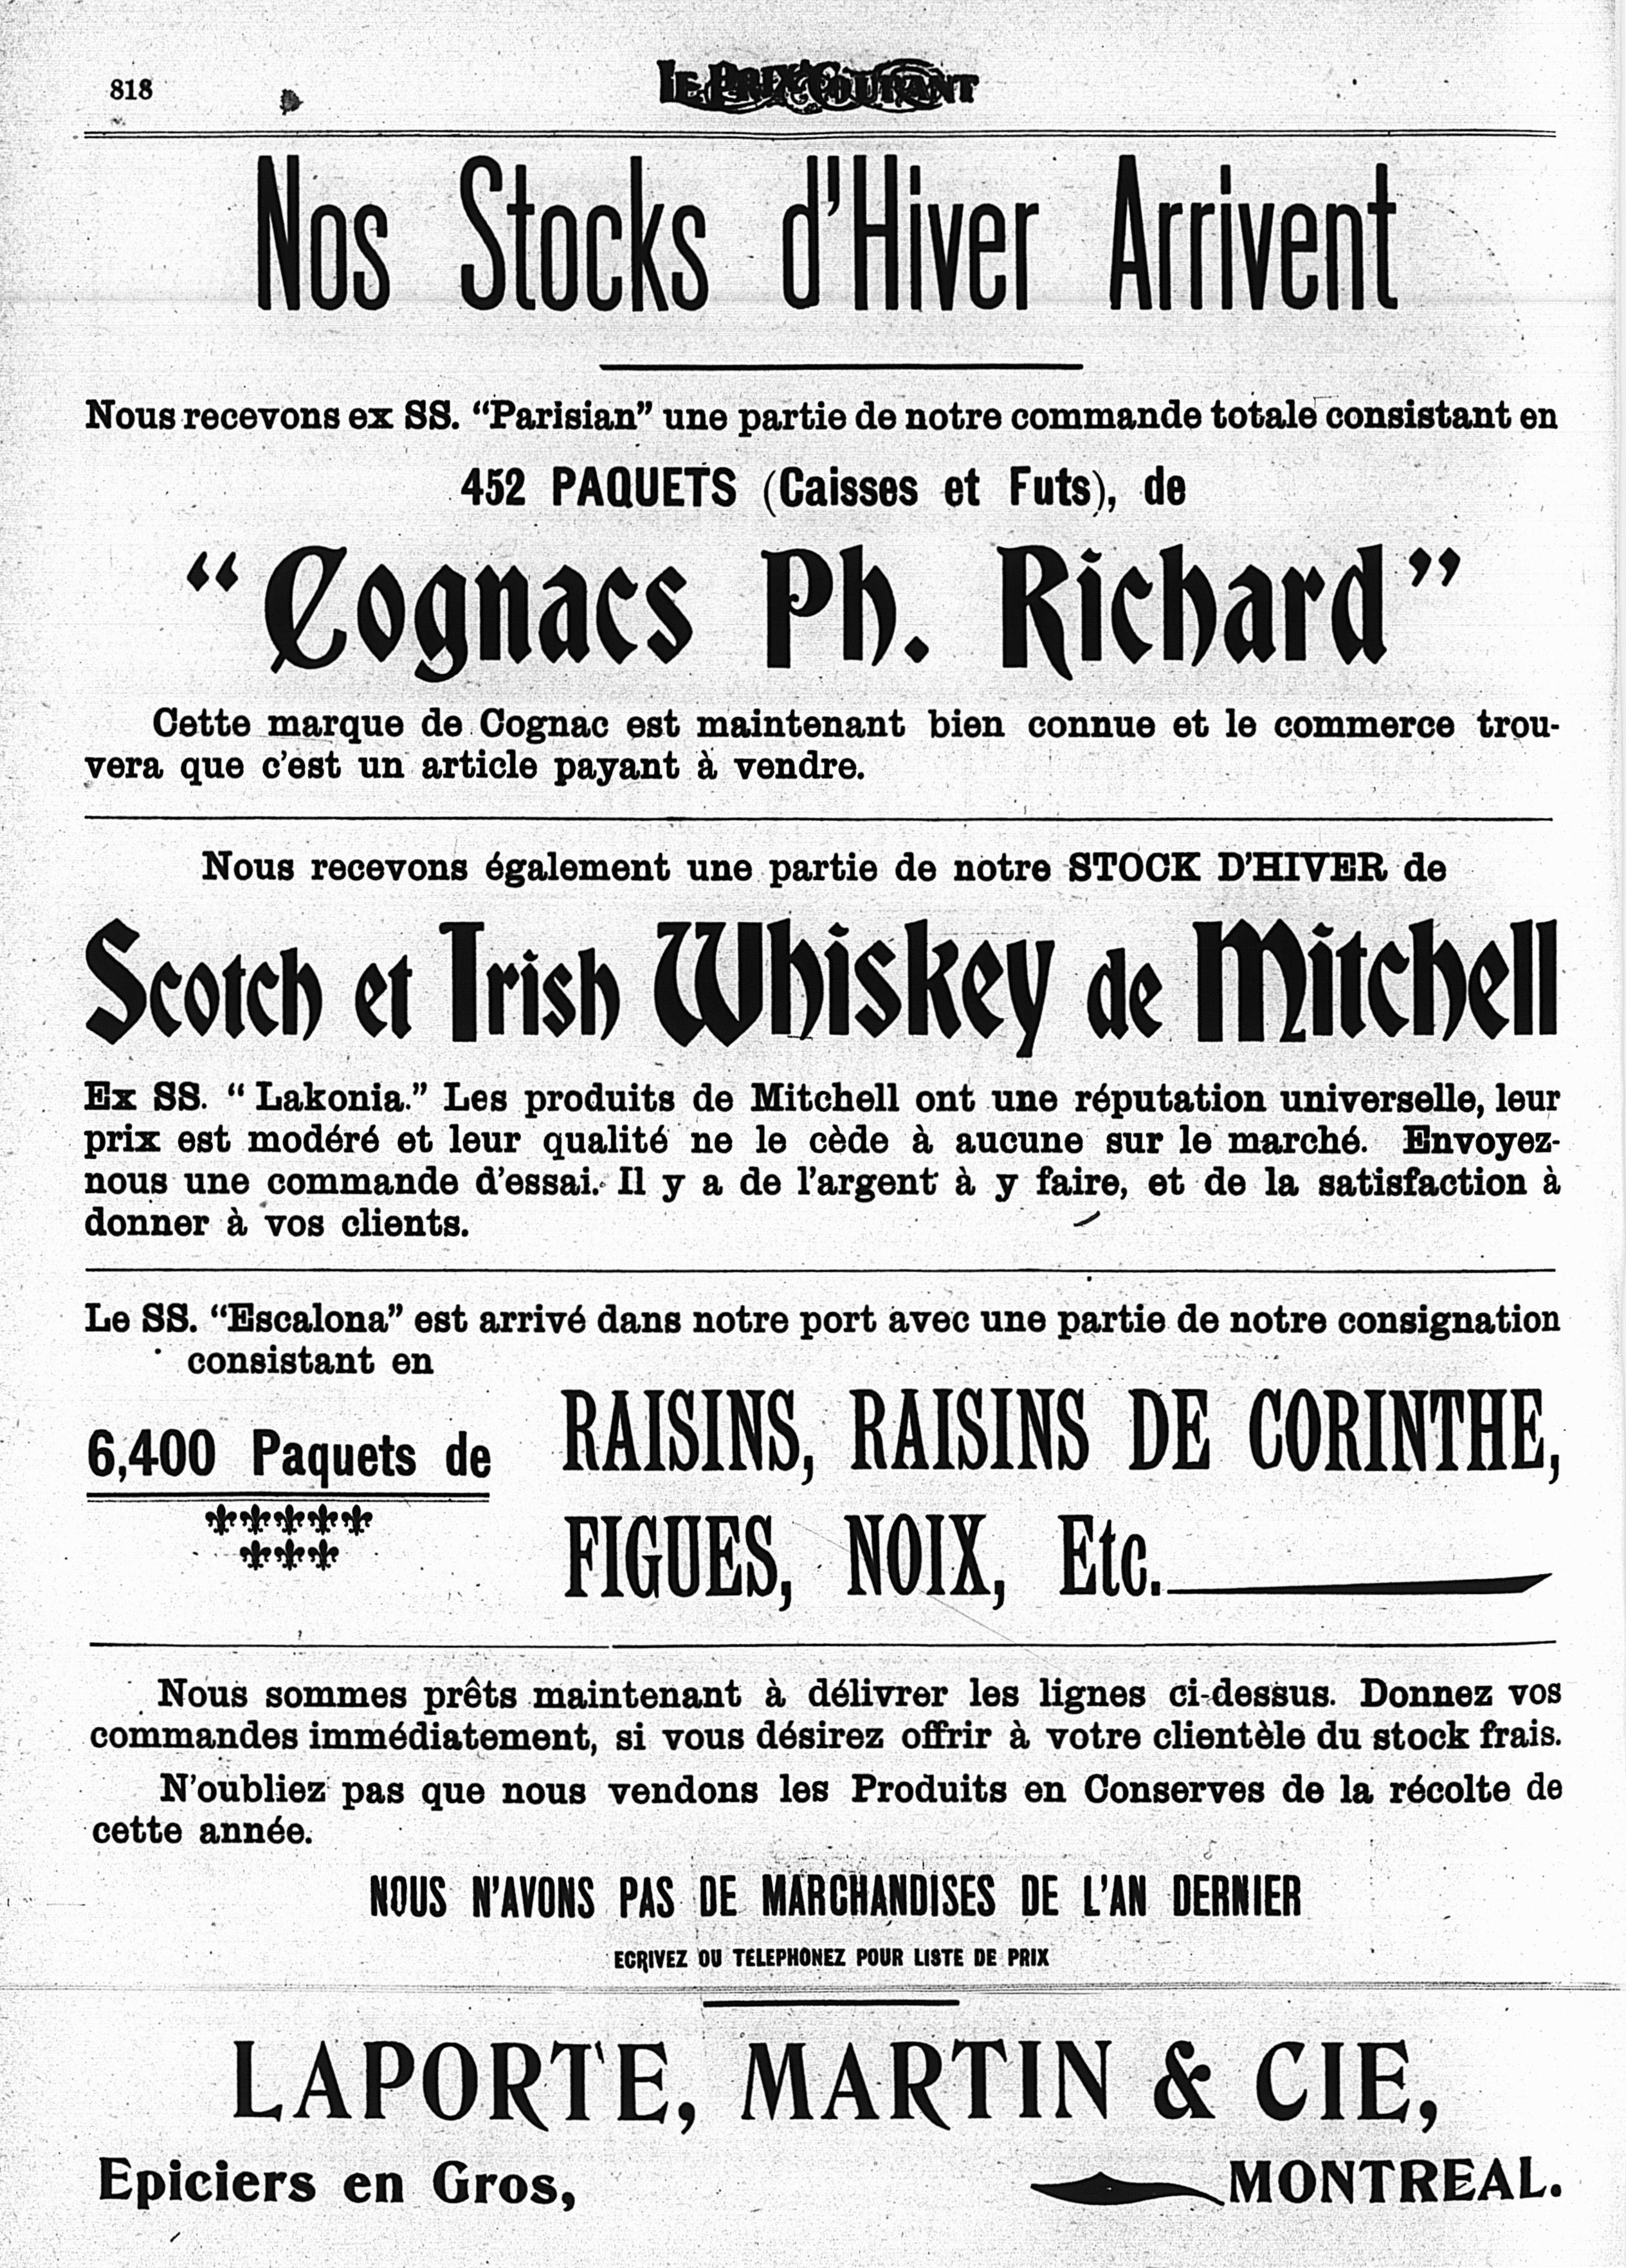 818
LE PRIX COURANT
Nos Stocks d'Hiver Arrivent
Nous recevons ex SS. "Parisian" une partie de notre commande totale consistant en
452 PAQUETS (Caisses et Futs), de
"Cognacs Ph. Richard"
Cette marque de Cognac est maintenant bien connue et le commerce trou-
vera que c'est un article payant à vendre.
Nous recevons également une partie de notre STOCK D'HIVER de
Scotch et Irish Whiskey de Mitchell
Ex SS. "Lakonia." Les produits de Mitchell ont une réputation universelle, leur
prix est modéré et leur qualité ne le cède à aucune sur le marché. Envoyez-
nous une commande d'essai. Il y a de l'argent à y faire, et de la satisfaction à
donner à vos clients.
Le SS. "Escalona" est arrivé dans notre port avec une partie de notre consignation
consistant en
6,400 Paquets de
RAISINS, RAISINS DE CORINTHE,
FIGUES, NOIX, Etc.
Nous sommes prêts maintenant à délivrer les lignes ci-dessus. Donnez vos
commandes immédiatement, si vous désirez offrir à votre clientèle du stock frais.
N'oubliez pas que nous vendons les Produits en Conserves de la récolte de
cette année.
NOUS N'AVONS PAS DE MARCHANDISES DE L'AN DERNIER
ECRIVEZ OU TELEPHONEZ POUR LISTE DE PRIX
LAPORTE, MARTIN & CIE,
Epiciers en Gros,
MONTREAL.